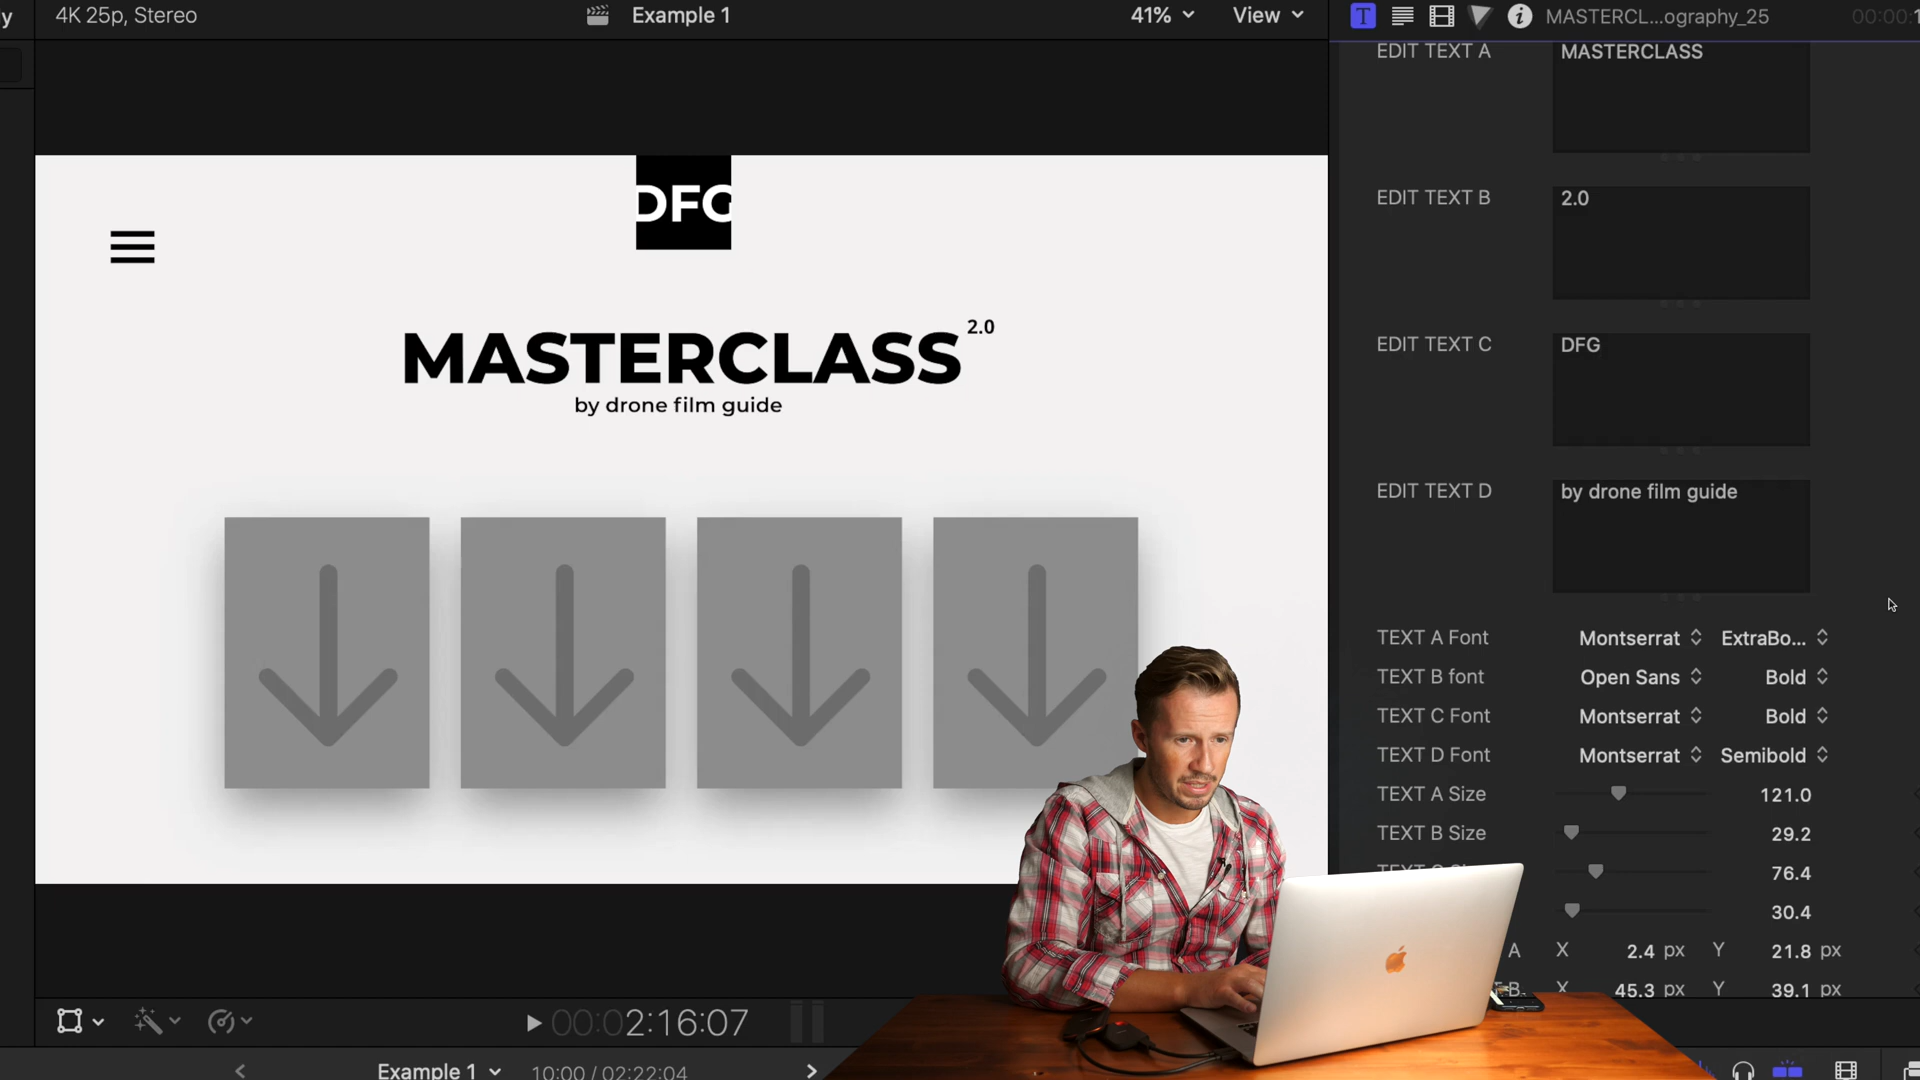 4K 25p, Stereo
Example 1
41%
View
T
i
MASTERCL...ography_25
EDIT TEXT A
MASTERCLASS
EDIT TEXT B
2.0
EDIT TEXT C
DFG
EDIT TEXT D
by drone film guide
DFG
MASTERCLASS 2.0
by drone film guide
TEXT A Font Montserrat ExtraBo...
TEXT B font Open Sans Bold
TEXT C Font Montserrat Bold
TEXT D Font Montserrat Semibold
TEXT A Size 121.0
TEXT B Size 29.2
76.4
30.4
A X 2.4 px Y 21.8 px
B X 45.3 px Y 39.1 px
00:02:16:07
Example 1
10:00 / 02:22:04